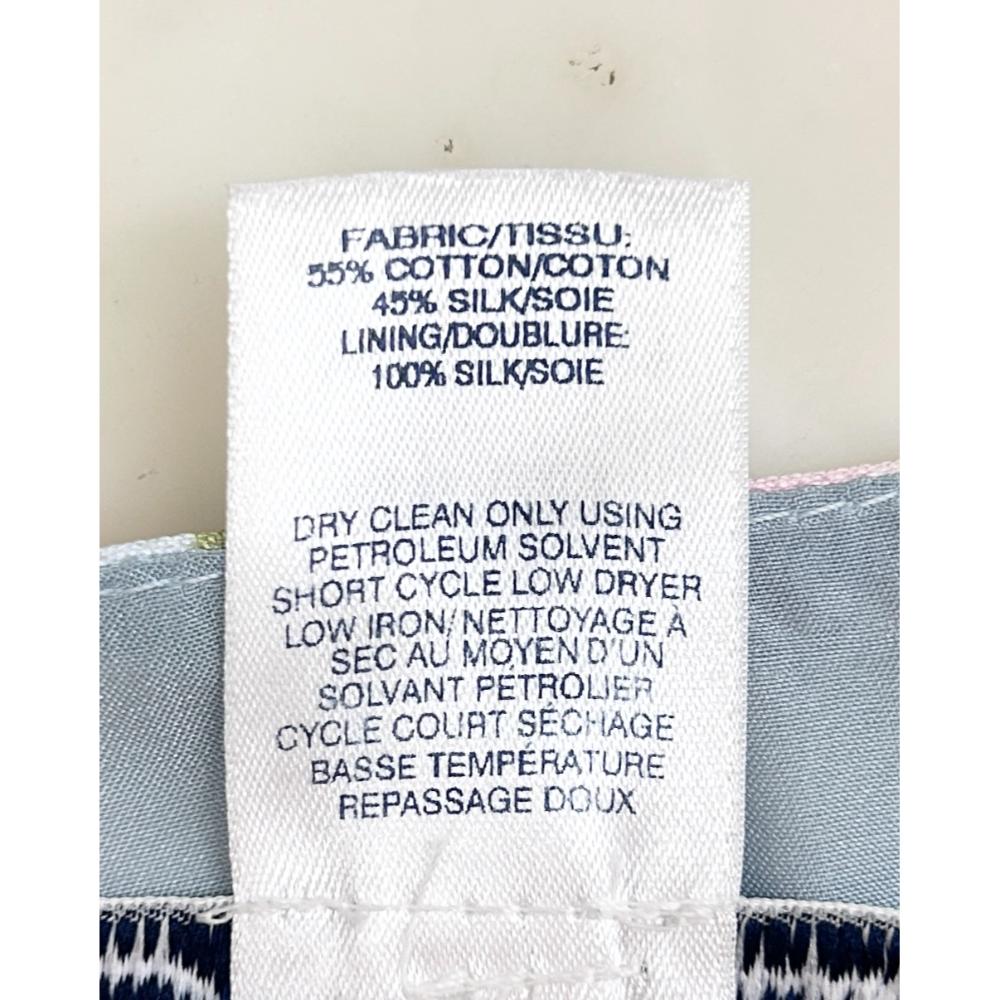 FABRIC/TISSU:
55% COTTON/COTON
45% SILK/SOIE
LINING/DOUBLURE:
100% SILK/SOIE
DRY CLEAN ONLY USING
PETROLEUM SOLVENT
SHORT CYCLE LOW DRYER
LOW IRON/NETTOYAGE À
SEC AU MOYEN D'UN
SOLVANT PÉTROLIER
CYCLE COURT SÉCHAGE
BASSE TEMPÉRATURE
REPASSAGE DOUX